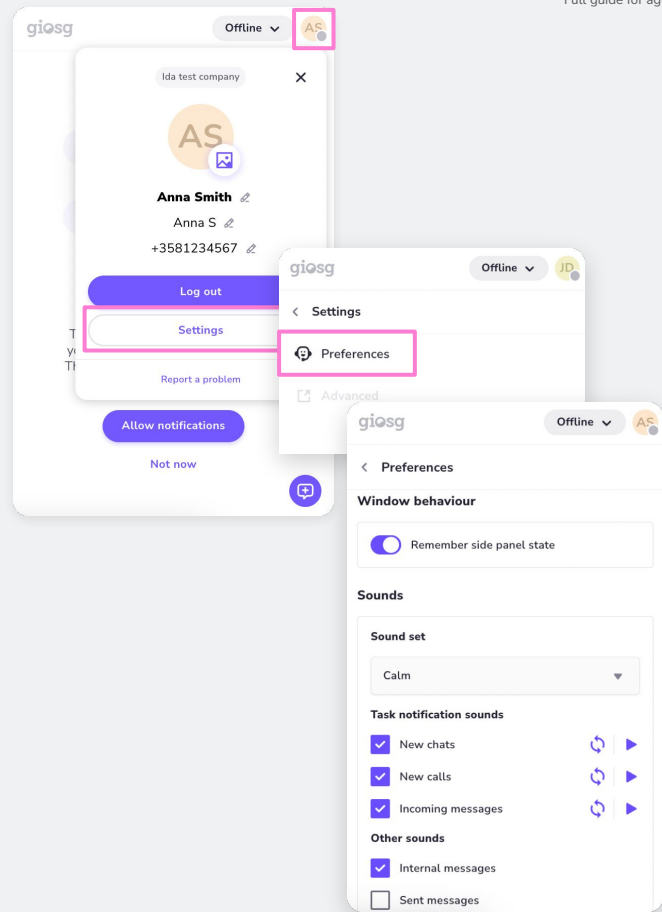 Full guide for
giosg
Offline
AS
Ida test company
AS
Anna Smith
Anna S
+3581234567
Log out
Settings
Report a problem
Allow notifications
Not now
giosg
Offline
JD
Settings
Preferences
Advanced
giosg
Offline
AS
Preferences
Window behaviour
Remember side panel state
Sounds
Sound set
Calm
Task notification sounds
New chats
New calls
Incoming messages
Other sounds
Internal messages
Sent messages